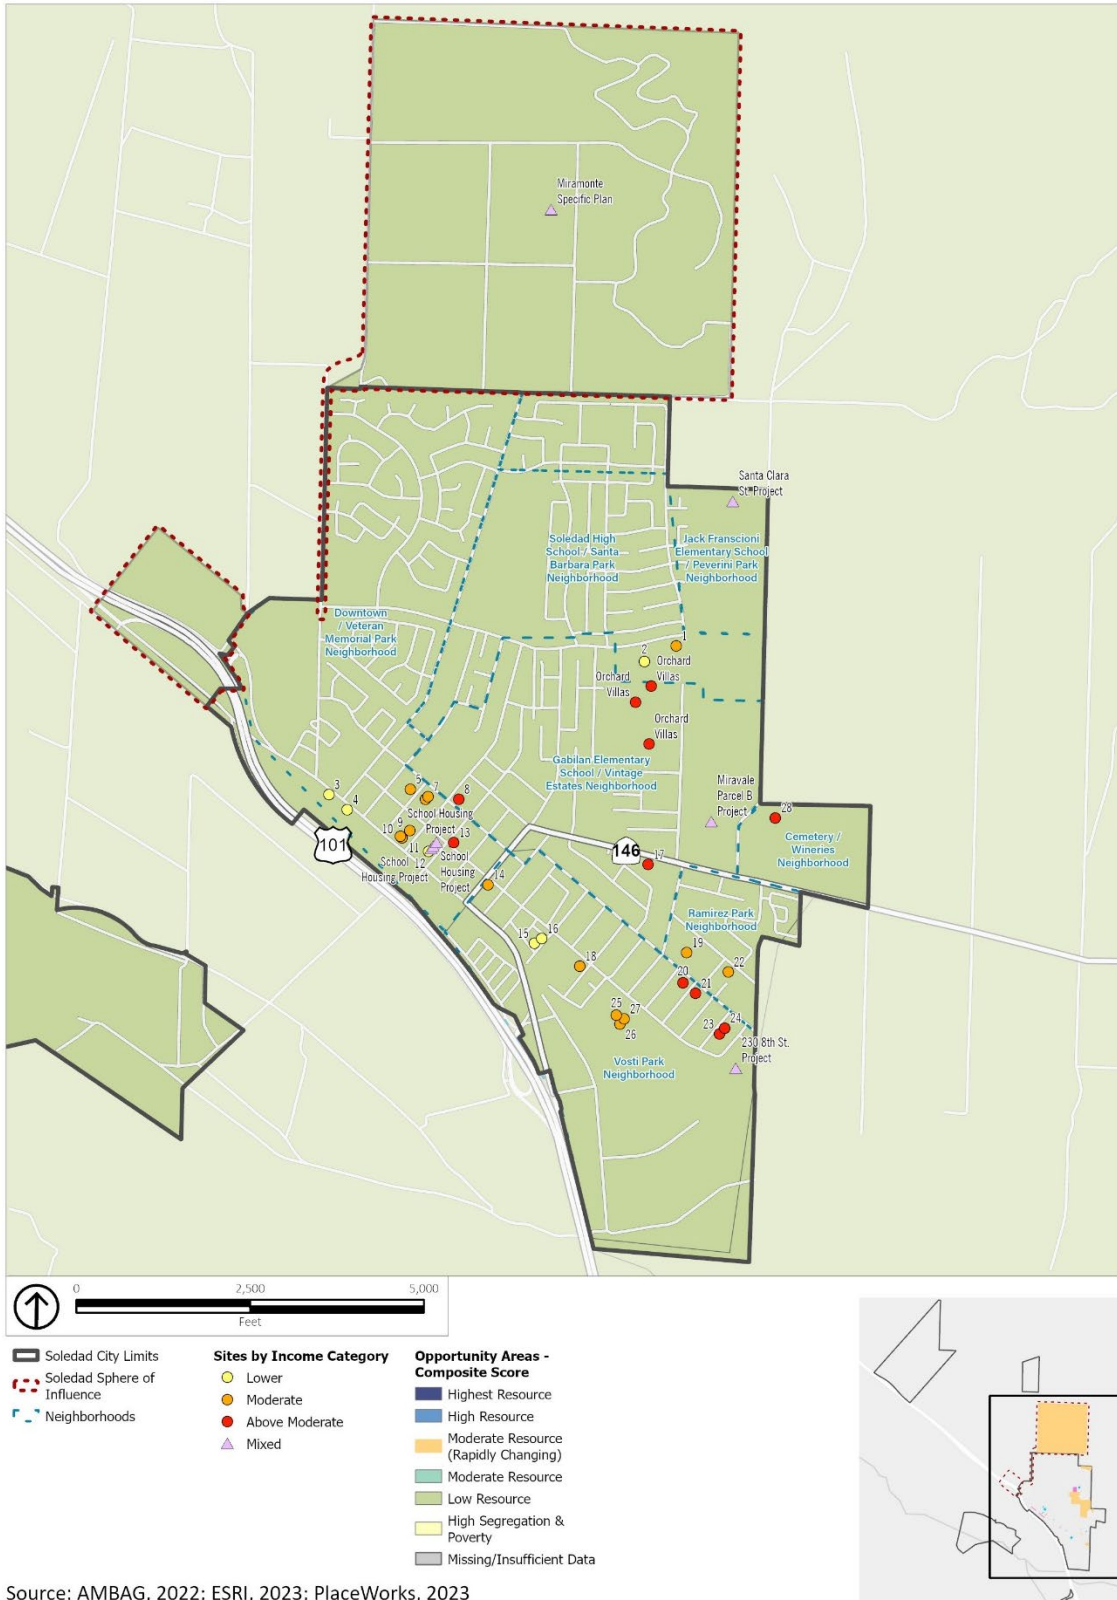 Miramonte
Specific Plan
Santa Clara
St. Project
Soledad High
School / Santa
Barbara Park
Neighborhood
Jack Franscioni
Elementary School
/ Peverini Park
Neighborhood
Downtown
/ Veteran
Memorial Park
Neighborhood
1
2
Orchard
Villas
Orchard
Villas
Orchard
Villas
Gabilan Elementary
School / Vintage
Estates Neighborhood
Miravale
Parcel B
Project
28
Cemetery /
Wineries
Neighborhood
3
4
5
7
8
School Housing
Project
9
10
11
12
13
School
Housing Project
School
Housing
Project
101
146
14
17
15
16
18
Ramirez Park
Neighborhood
19
22
20
21
23
24
25
27
26
230 8th St.
Project
Vosti Park
Neighborhood
0 2,500 5,000
Feet
Soledad City Limits
Soledad Sphere of
Influence
Neighborhoods
Sites by Income Category
Lower
Moderate
Above Moderate
Mixed
Opportunity Areas -
Composite Score
Highest Resource
High Resource
Moderate Resource
(Rapidly Changing)
Moderate Resource
Low Resource
High Segregation &
Poverty
Missing/Insufficient Data
Source: AMBAG, 2022; ESRI, 2023; PlaceWorks, 2023